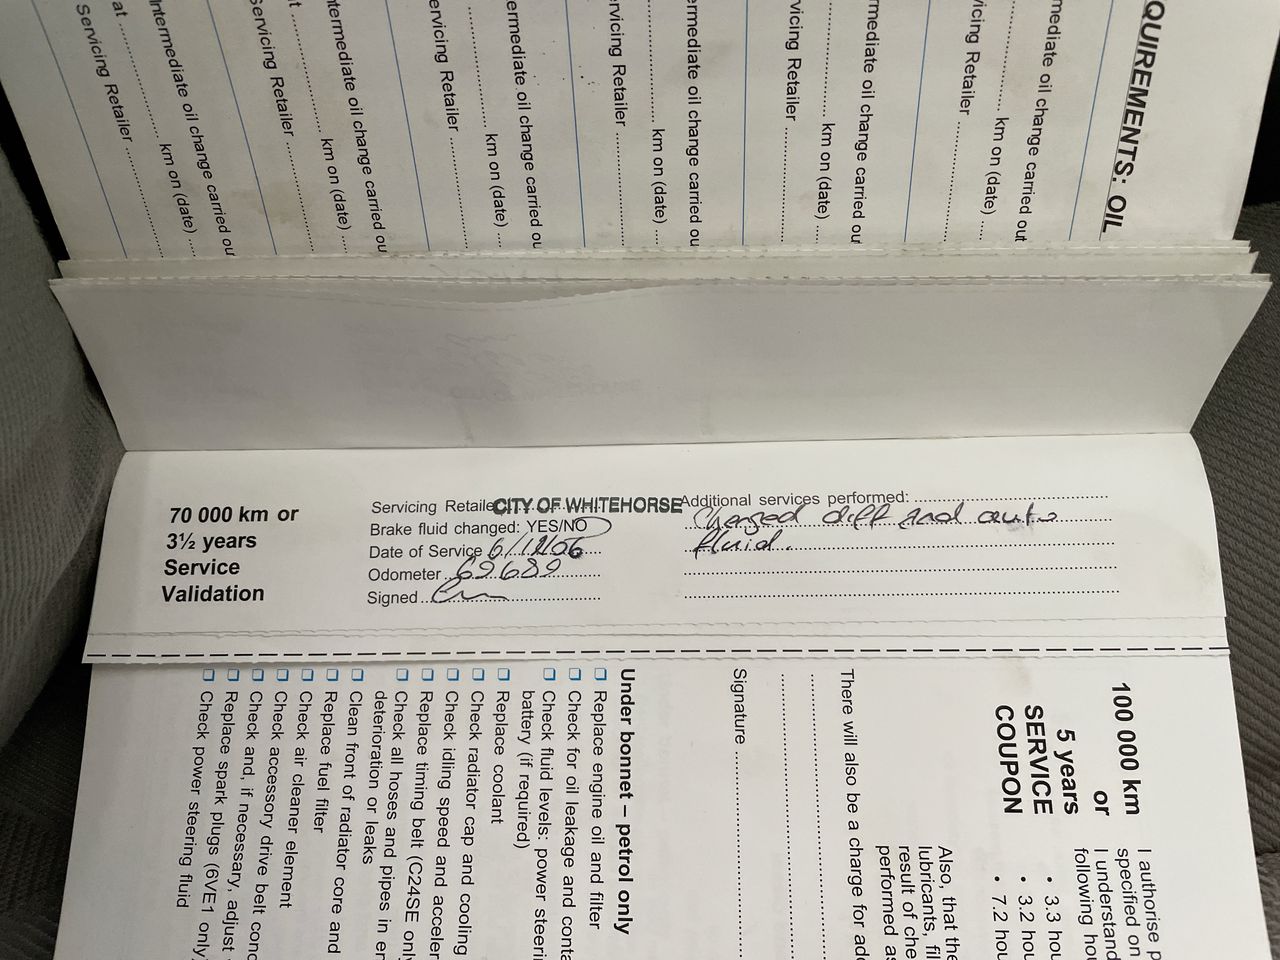 QUIREMENTS: OIL
mediate oil change carried out
km on (date)
icing Retailer
rmediate oil change carried ou
km on (date)
vicing Retailer
ermediate oil change carried ou
km on (date)
rvicing Retailer
ermediate oil change carried ou
km on (date)
ervicing Retailer
ntermediate oil change carried ou
at km on (date)
Servicing Retailer
Intermediate oil change carried ou
at km on (date)
Servicing Retailer
70 000 km or
3½ years
Service
Validation
Servicing Retaile CITY OF WHITEHORSE
Brake fluid changed: YES/NO
Date of Service 6/12/06
Odometer 69689
Signed
Additional services performed:
Changed diff and auto
fluid.
100 000 km
or
5 years
SERVICE
COUPON
I authorise p
specified on
I understand
following hou
• 3.3 hou
• 3.2 hou
• 7.2 hou
Also, that the
lubricants, fil
result of che
performed as
There will also be a charge for add
Signature
Under bonnet – petrol only
❏ Replace engine oil and filter
❏ Check for oil leakage and conta
❏ Check fluid levels: power steerin
battery (if required)
❏ Replace coolant
❏ Check radiator cap and cooling
❏ Check idling speed and acceler
❏ Replace timing belt (C24SE only
❏ Check all hoses and pipes in en
deterioration or leaks
❏ Clean front of radiator core and
❏ Replace fuel filter
❏ Check air cleaner element
❏ Check accessory drive belt conc
❏ Check and, if necessary, adjust
❏ Replace spark plugs (6VE1 only
❏ Check power steering fluid